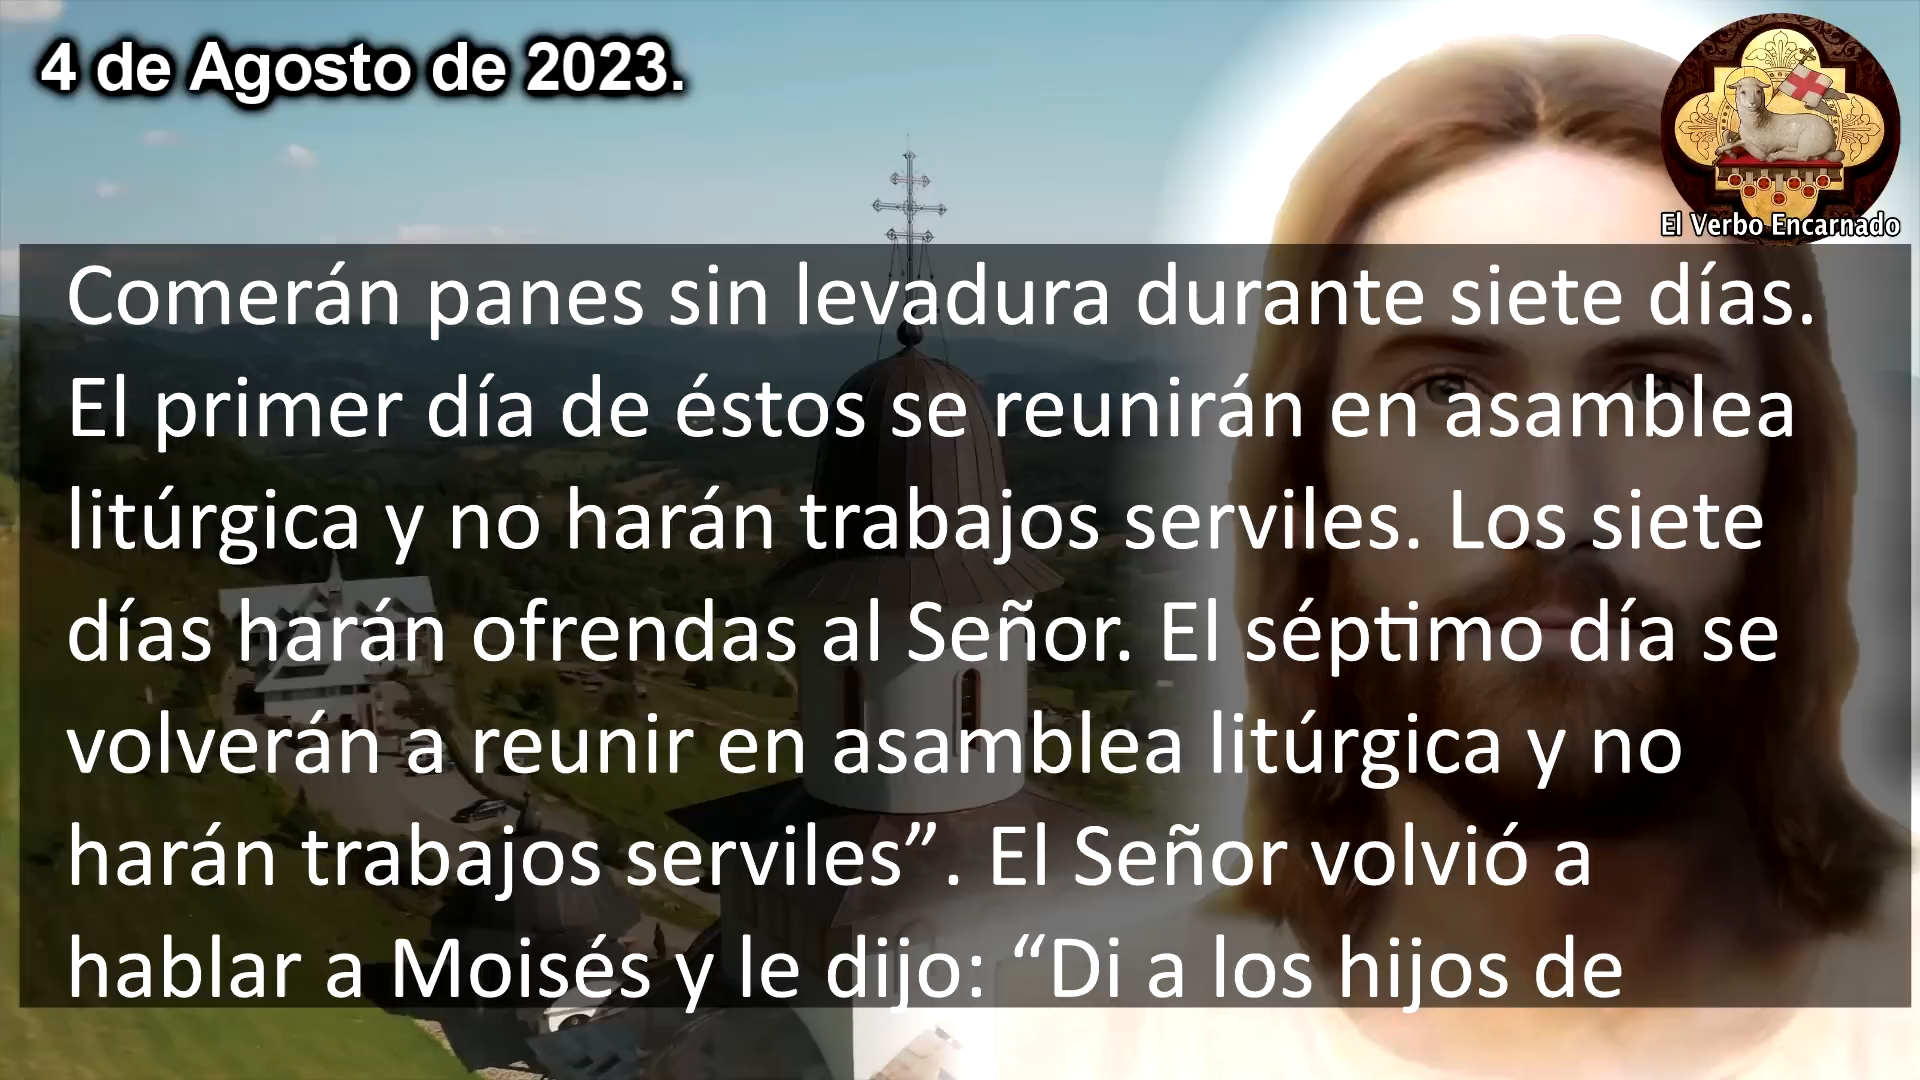 4 de Agosto de 2023.
El Verbo Encarnado
Comerán panes sin levadura durante siete días.
El primer día de éstos se reunirán en asamblea
litúrgica y no harán trabajos serviles. Los siete
días harán ofrendas al Señor. El séptimo día se
volverán a reunir en asamblea litúrgica y no
harán trabajos serviles” . El Señor volvió a
hablar a Moisés y le dijo: “Di a los hijos de